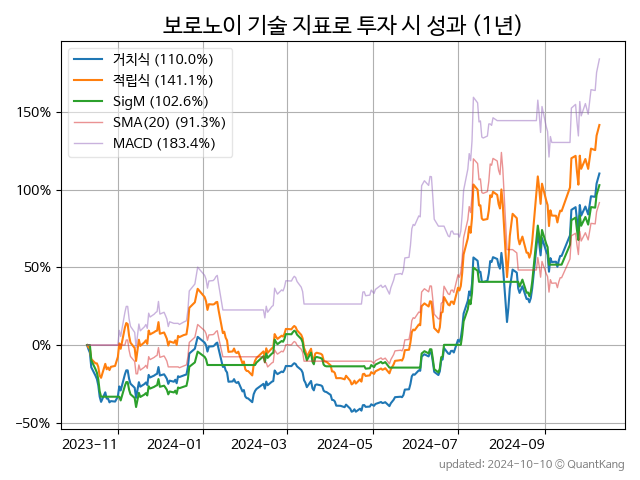 보로노이 기술 지표로 투자 시 성과 (1년)
거치식 (110.0%)
적립식 (141.1%)
SigM (102.6%)
SMA(20) (91.3%)
MACD (183.4%)
150%
100%
50%
0%
−50%
2023-11 2024-01 2024-03 2024-05 2024-07 2024-09
updated: 2024-10-10 © QuantKang